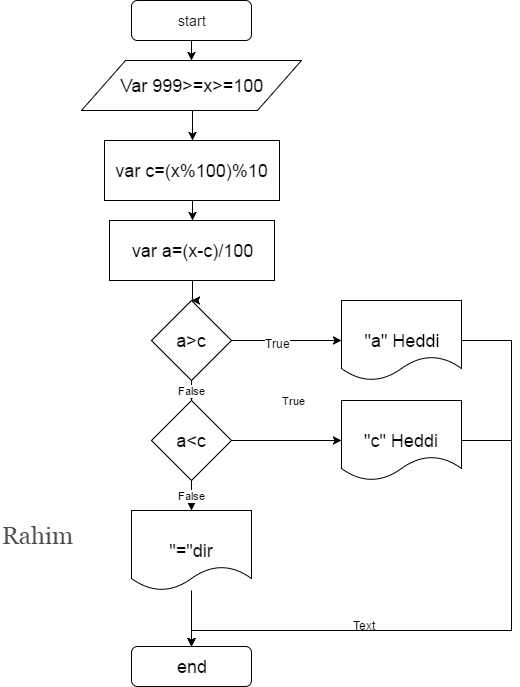 start
Var 999>=x>=100
var c=(x%100)%10
var a=(x-c)/100
a>c
True
"a" Heddi
False
True
a<c
"c" Heddi
False
Rahim
"="dir
Text
end